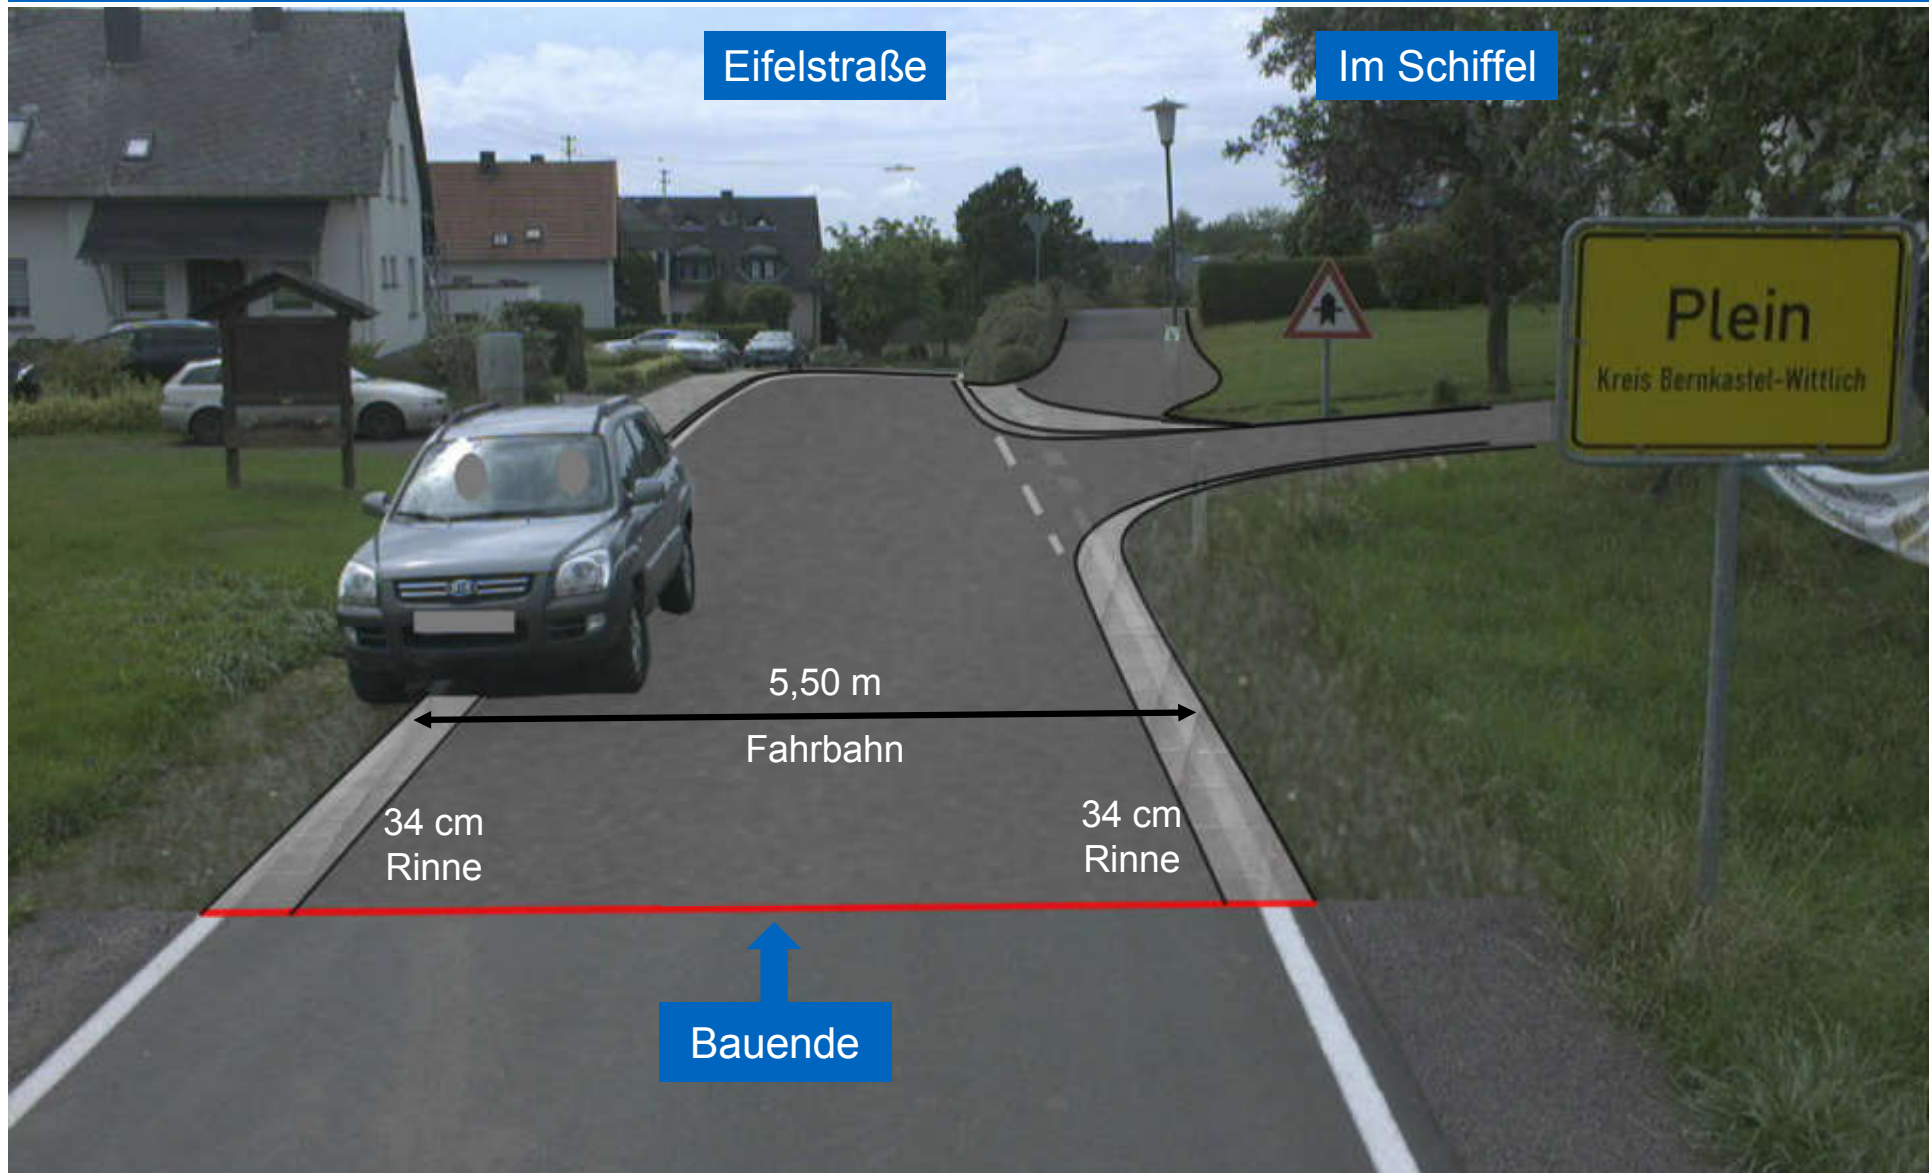 Eifelstraße
Im Schiffel
Plein
Kreis Bernkastel-Wittlich
5,50 m
Fahrbahn
34 cm
Rinne
34 cm
Rinne
Bauende